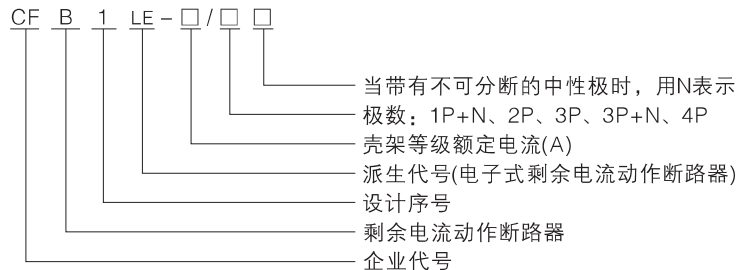 CF B 1 LE-□/□ □
当带有不可分断的中性极时，用N表示
极数：1P+N、2P、3P、3P+N、4P
壳架等级额定电流(A)
派生代号(电子式剩余电流动作断路器)
设计序号
剩余电流动作断路器
企业代号